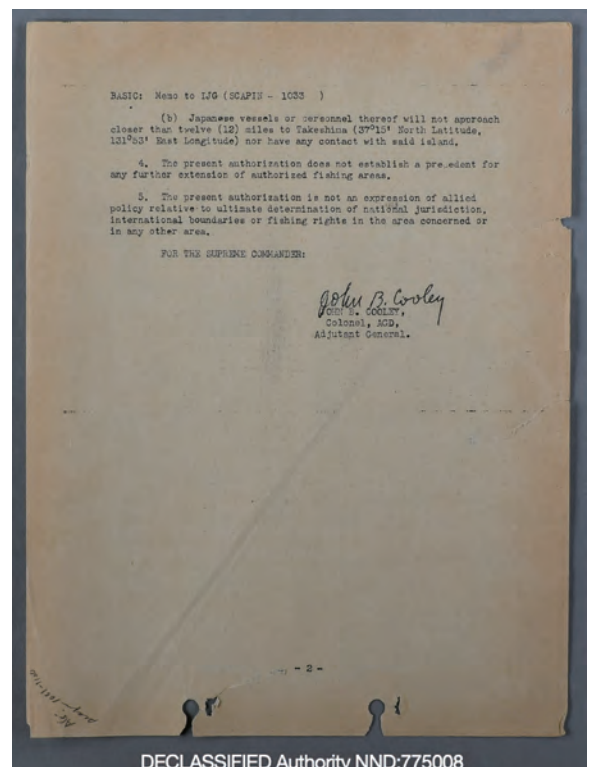 BASIC: Memo to IJG (SCAPIN - 1033 )
(b) Japanese vessels or personnel thereof will not approach
closer than twelve (12) miles to Takeshima (37°15' North Latitude,
131°53' East Longitude) nor have any contact with said island.
4. The present authorization does not establish a precedent for
any further extension of authorized fishing areas.
5. The present authorization is not an expression of allied
policy relative to ultimate determination of national jurisdiction,
international boundaries or fishing rights in the area concerned or
in any other area.
FOR THE SUPREME COMMANDER:
John B. Cooley
JOHN B. COOLEY,
Colonel, AGD,
Adjutant General.
- 2 -
DECLASSIFIED Authority NND:775008